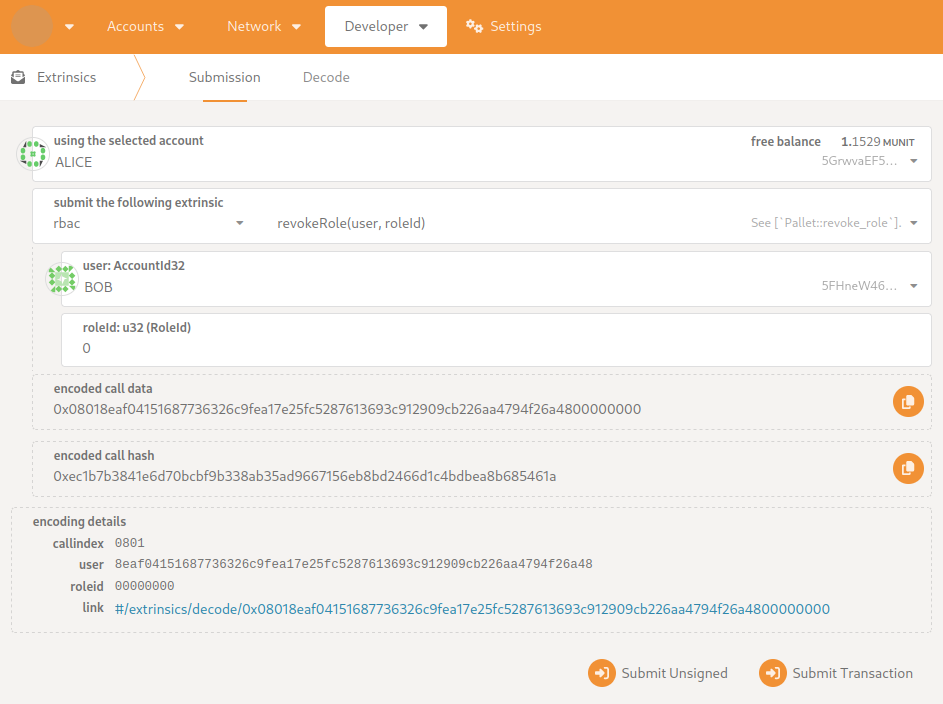 Accounts Network Developer Settings
Extrinsics Submission Decode
using the selected account free balance 1.1529 MUNIT
ALICE 5GrwvaEF5...
submit the following extrinsic
rbac revokeRole(user, roleId) See [`Pallet::revoke_role`].
user: AccountId32
BOB 5FHneW46...
roleId: u32 (RoleId)
0
encoded call data
0x08018eaf04151687736326c9fea17e25fc5287613693c912909cb226aa4794f26a4800000000
encoded call hash
0xec1b7b3841e6d70bcbf9b338ab35ad9667156eb8bd2466d1c4bdbea8b685461a
encoding details
callindex 0801
user 8eaf04151687736326c9fea17e25fc5287613693c912909cb226aa4794f26a48
roleid 00000000
link #/extrinsics/decode/0x08018eaf04151687736326c9fea17e25fc5287613693c912909cb226aa4794f26a4800000000
Submit Unsigned Submit Transaction